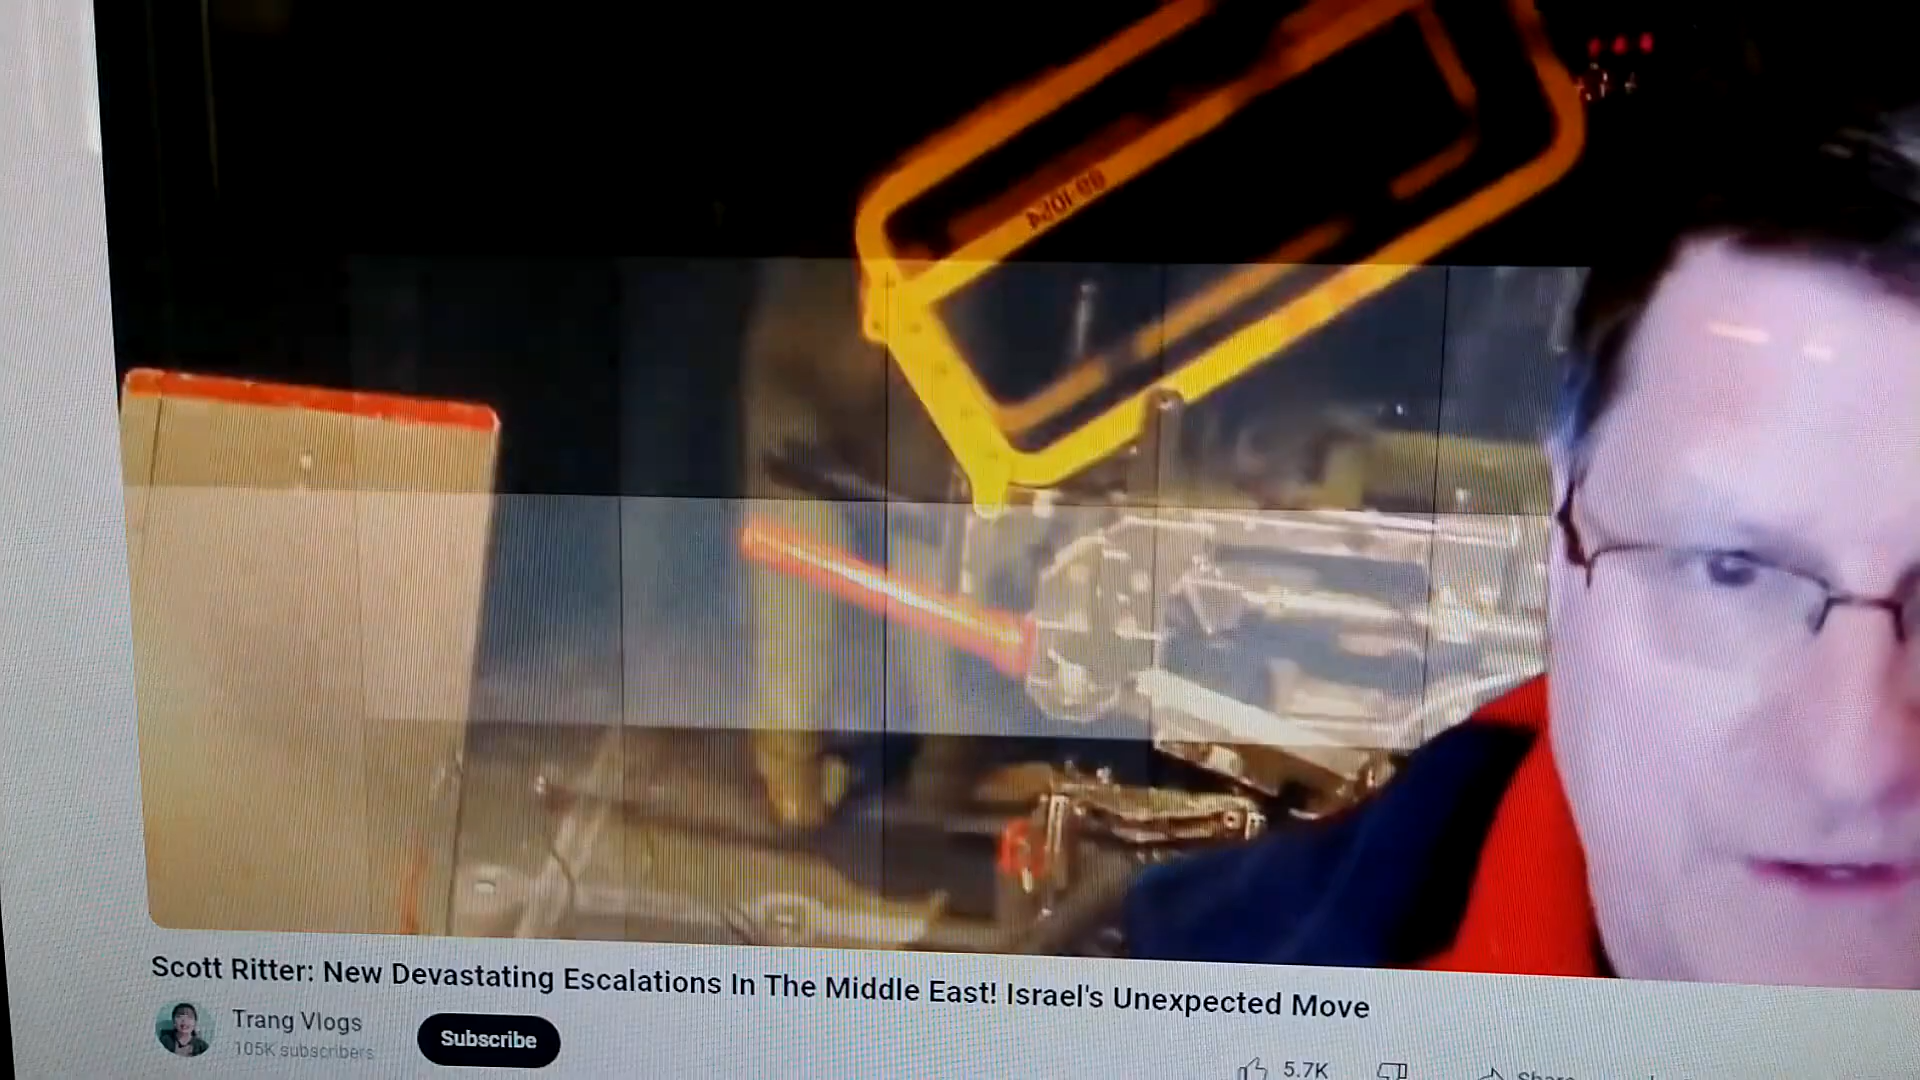 Scott Ritter: New Devastating Escalations In The Middle East! Israel's Unexpected Move
Trang Vlogs
105K subscribers
Subscribe
5.7K